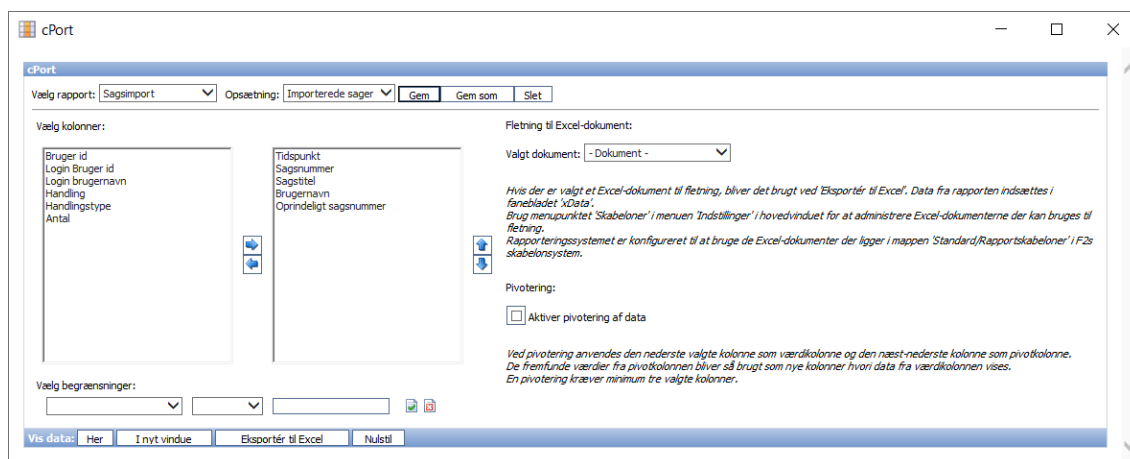 cPort
cPort
Vælg rapport: Sagsimport Opsætning: Importerede sager Gem Gem som Slet
Vælg kolonner:
Bruger id
Login Bruger id
Login brugernavn
Handling
Handlingstype
Antal
Tidspunkt
Sagsnummer
Sagstitel
Brugernavn
Oprindeligt sagsnummer
Fletning til Excel-dokument:
Valgt dokument: - Dokument -
Hvis der er valgt et Excel-dokument til fletning, bliver det brugt ved 'Eksportér til Excel'. Data fra rapporten indsættes i
fanebladet 'xData'.
Brug menupunktet 'Skabeloner' i menuen 'Indstillinger' i hovedvinduet for at administrere Excel-dokumenterne der kan bruges til
fletning.
Rapporteringssystemet er konfigureret til at bruge de Excel-dokumenter der ligger i mappen 'Standard/Rapportskabeloner' i F2s
skabelonsystem.
Pivotering:
Aktiver pivotering af data
Ved pivotering anvendes den nederste valgte kolonne som værdikolonne og den næst-nederste kolonne som pivotkolonne.
De fremfundne værdier fra pivotkolonnen bliver så brugt som nye kolonner hvori data fra værdikolonnen vises.
En pivotering kræver minimum tre valgte kolonner.
Vælg begrænsninger:
Vis data: Her I nyt vindue Eksportér til Excel Nulstil